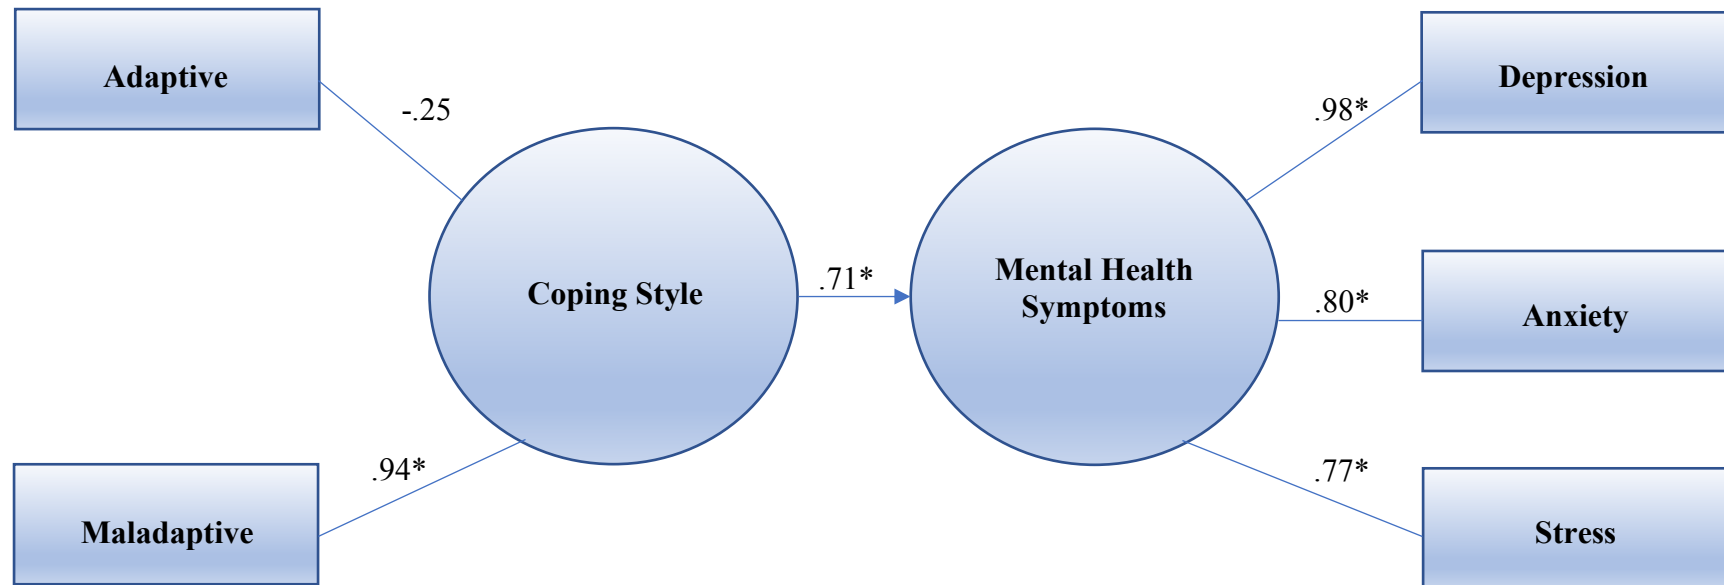 Adaptive
Depression
-.25
.98*
Coping Style
.71*
Mental Health
Symptoms
.80*
Anxiety
.94*
.77*
Maladaptive
Stress